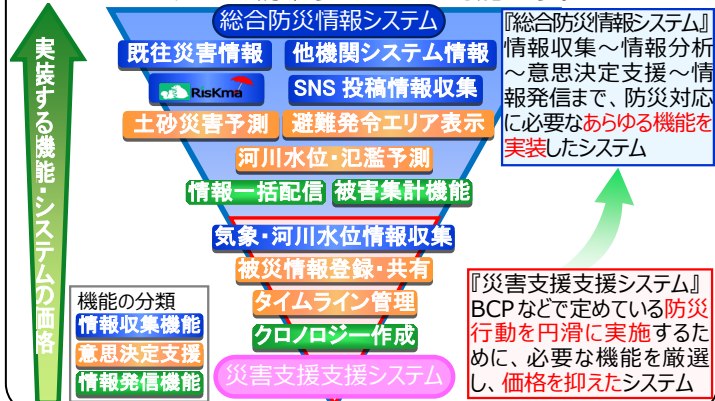 総合防災情報システム
既往災害情報
他機関システム情報
RisKma
SNS 投稿情報収集
土砂災害予測
避難発令エリア表示
河川水位・氾濫予測
情報一括配信
被害集計機能
気象・河川水位情報収集
被災情報登録・共有
タイムライン管理
クロノロジー作成
災害支援支援システム
実装する機能・システムの価格
機能の分類
情報収集機能
意思決定支援
情報発信機能
『総合防災情報システム』
情報収集～情報分析
～意思決定支援～情
報発信まで、防災対応
に必要なあらゆる機能を
実装したシステム
『災害支援支援システム』
BCPなどで定めている防災
行動を円滑に実施するた
めに、必要な機能を厳選
し、価格を抑えたシステム